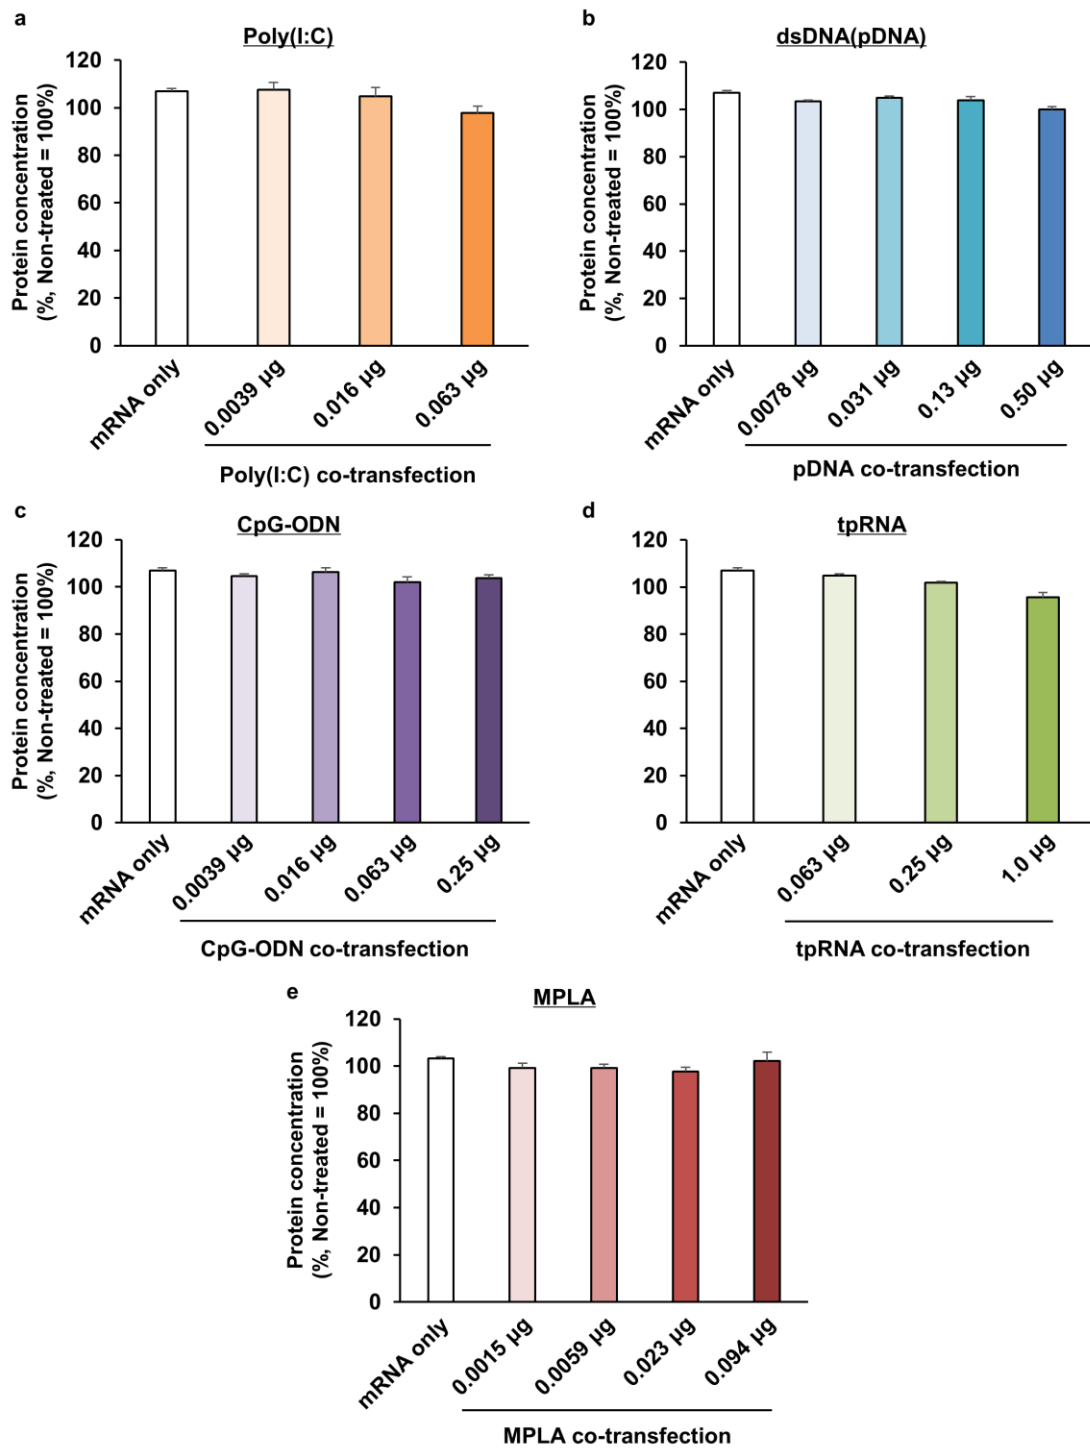 a
Poly(I:C)
Protein concentration
(%, Non-treated = 100%)
120
100
80
60
40
20
0
mRNA only
0.0039 μg
0.016 μg
0.063 μg
Poly(I:C) co-transfection
b
dsDNA(pDNA)
Protein concentration
(%, Non-treated = 100%)
120
100
80
60
40
20
0
mRNA only
0.0078 μg
0.031 μg
0.13 μg
0.50 μg
pDNA co-transfection
c
CpG-ODN
Protein concentration
(%, Non-treated = 100%)
120
100
80
60
40
20
0
mRNA only
0.0039 μg
0.016 μg
0.063 μg
0.25 μg
CpG-ODN co-transfection
d
tpRNA
120
100
80
60
40
20
0
mRNA only
0.063 μg
0.25 μg
1.0 μg
tpRNA co-transfection
e
MPLA
Protein concentration
(%, Non-treated = 100%)
120
100
80
60
40
20
0
mRNA only
0.0015 μg
0.0059 μg
0.023 μg
0.094 μg
MPLA co-transfection